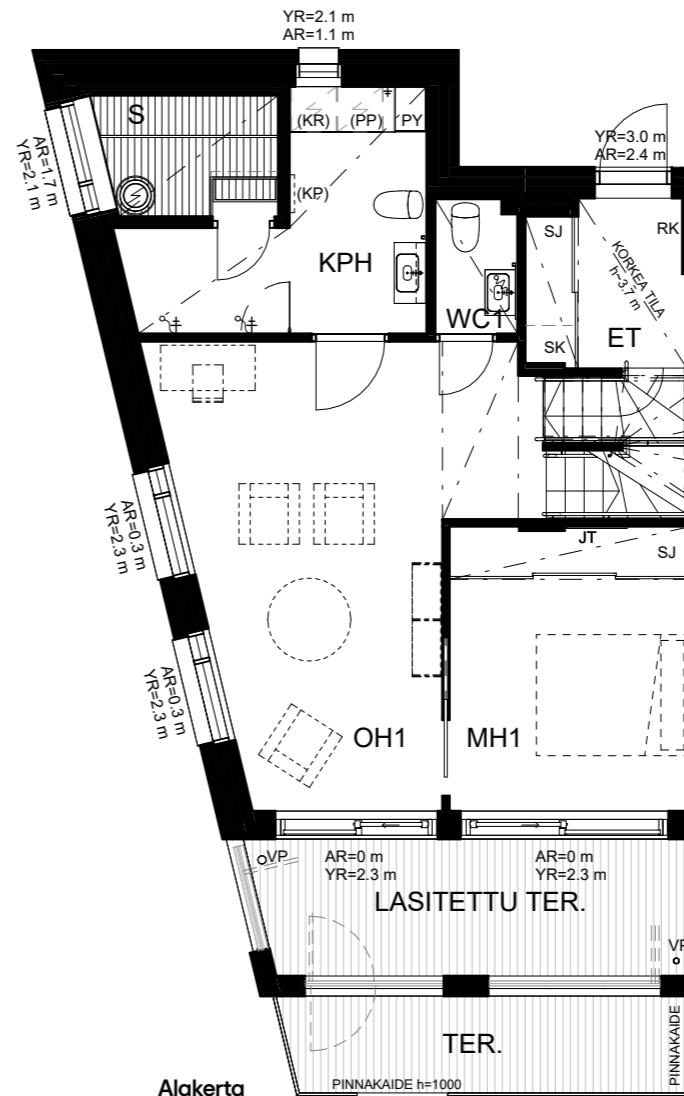 YR=2.1 m
AR=1.1 m
S
(KR)
(PP)
PY
YR=3.0 m
AR=2.4 m
AR=1.7 m
YR=2.1 m
(KP)
SJ
RK
KORKEA TILA
h~3.7 m
KPH
WC1
ET
SK
AR=0.3 m
YR=2.3 m
JT
SJ
AR=0.3 m
YR=2.3 m
OH1
MH1
VP
AR=0 m
YR=2.3 m
AR=0 m
YR=2.3 m
LASITETTU TER.
VP
TER.
PINNAKAIDE
PINNAKAIDE h=1000
Alakerta